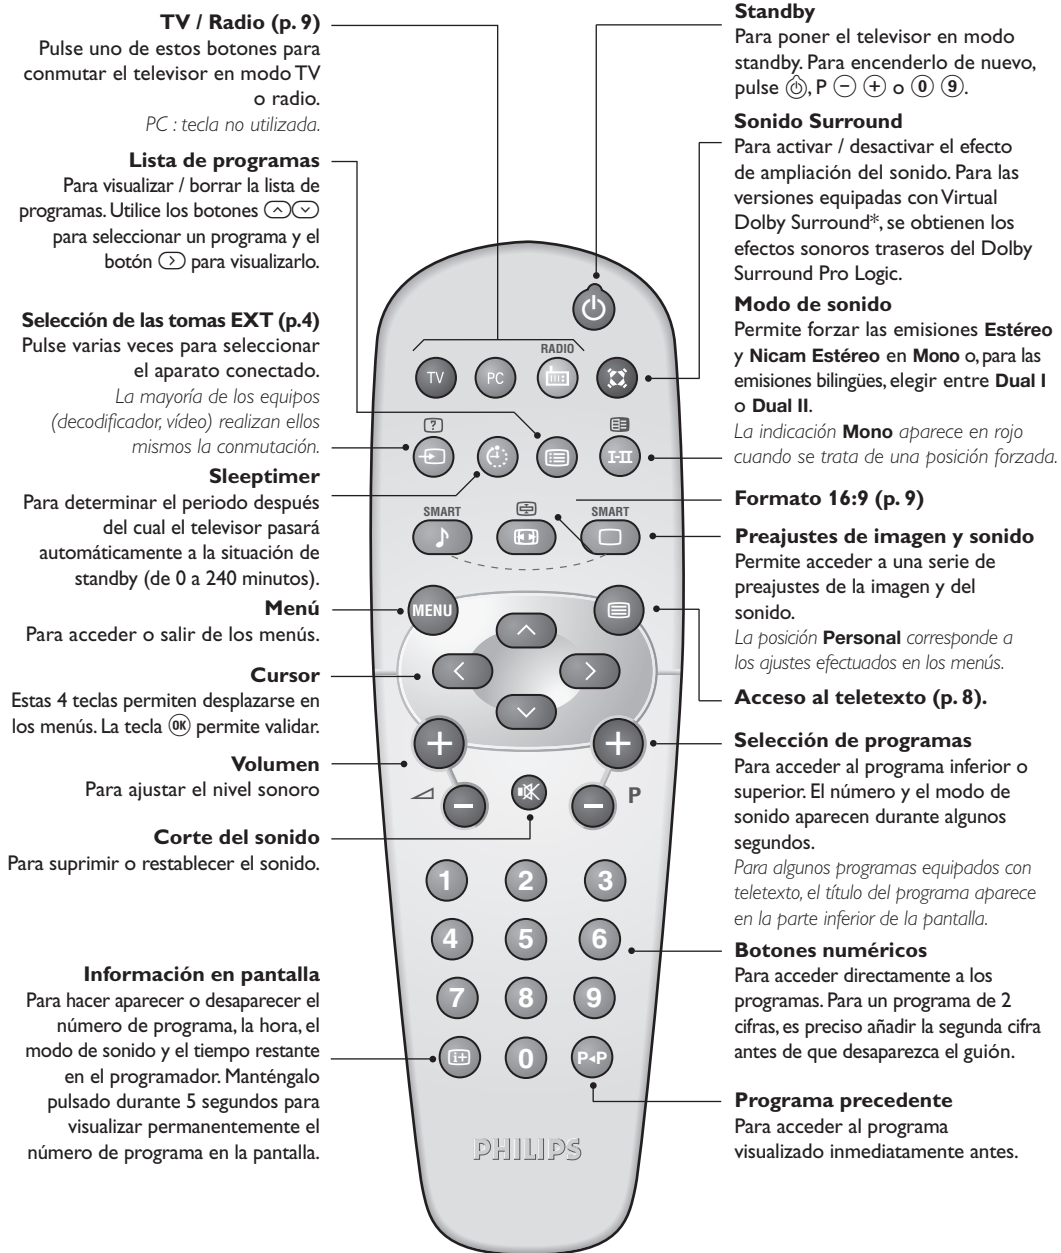 TV / Radio (p. 9)
Pulse uno de estos botones para
conmutar el televisor en modo TV
o radio.
PC : tecla no utilizada.
Lista de programas
Para visualizar / borrar la lista de
programas. Utilice los botones
para seleccionar un programa y el
botón para visualizarlo.
Selección de las tomas EXT (p.4)
Pulse varias veces para seleccionar
el aparato conectado.
La mayoría de los equipos
(decodificador, vídeo) realizan ellos
mismos la conmutación.
Sleeptimer
Para determinar el periodo después
del cual el televisor pasará
automáticamente a la situación de
standby (de 0 a 240 minutos).
Menú
Para acceder o salir de los menús.
Cursor
Estas 4 teclas permiten desplazarse en
los menús. La tecla OK permite validar.
Volumen
Para ajustar el nivel sonoro
Corte del sonido
Para suprimir o restablecer el sonido.
Información en pantalla
Para hacer aparecer o desaparecer el
número de programa, la hora, el
modo de sonido y el tiempo restante
en el programador. Manténgalo
pulsado durante 5 segundos para
visualizar permanentemente el
número de programa en la pantalla.
RADIO
TV PC
? I-II
SMART SMART
MENU
+ +
- - P
1 2 3
4 5 6
7 8 9
i+ 0 P◂P
PHILIPS
Standby
Para poner el televisor en modo
standby. Para encenderlo de nuevo,
pulse , P - + o 0 9.
Sonido Surround
Para activar / desactivar el efecto
de ampliación del sonido. Para las
versiones equipadas con Virtual
Dolby Surround*, se obtienen los
efectos sonoros traseros del Dolby
Surround Pro Logic.
Modo de sonido
Permite forzar las emisiones Estéreo
y Nicam Estéreo en Mono o, para las
emisiones bilingües, elegir entre Dual I
o Dual II.
La indicación Mono aparece en rojo
cuando se trata de una posición forzada.
Formato 16:9 (p. 9)
Preajustes de imagen y sonido
Permite acceder a una serie de
preajustes de la imagen y del
sonido.
La posición Personal corresponde a
los ajustes efectuados en los menús.
Acceso al teletexto (p. 8).
Selección de programas
Para acceder al programa inferior o
superior. El número y el modo de
sonido aparecen durante algunos
segundos.
Para algunos programas equipados con
teletexto, el título del programa aparece
en la parte inferior de la pantalla.
Botones numéricos
Para acceder directamente a los
programas. Para un programa de 2
cifras, es preciso añadir la segunda cifra
antes de que desaparezca el guión.
Programa precedente
Para acceder al programa
visualizado inmediatamente antes.